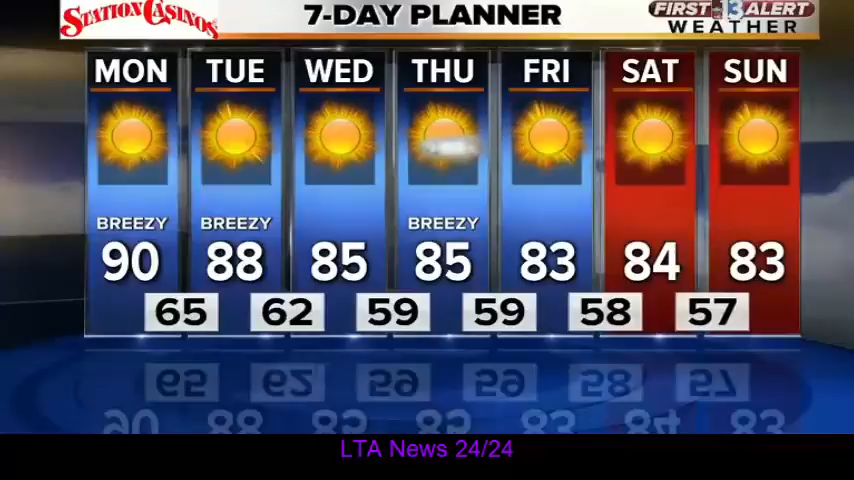 STATION CASINOS
7-DAY PLANNER
FIRST 13 ALERT
WEATHER
MON TUE WED THU FRI SAT SUN
BREEZY BREEZY BREEZY
90 88 85 85 83 84 83
65 62 59 59 58 57
LTA News 24/24